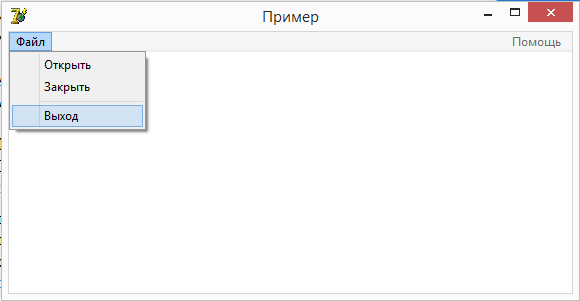 Пример
Файл Помощь
Открыть
Закрыть
Выход